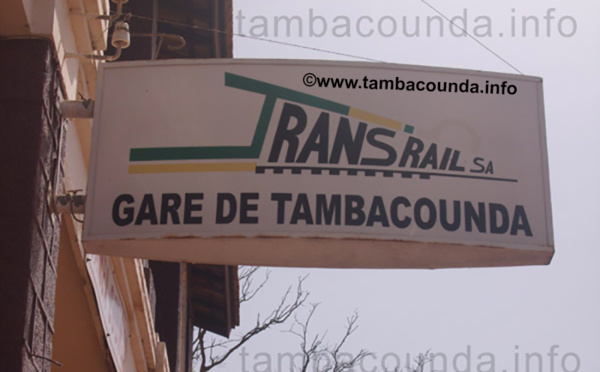 tambacounda.info
©www.tambacounda.info
TRANSRAIL SA
GARE DE TAMBACOUNDA
tambacounda.info